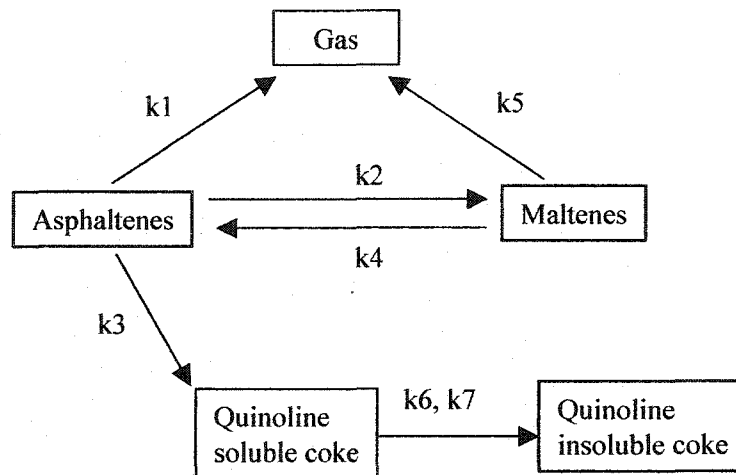 Gas
k1
k5
k2
Asphaltenes
Maltenes
k4
k3
k6, k7
Quinoline
soluble coke
Quinoline
insoluble coke